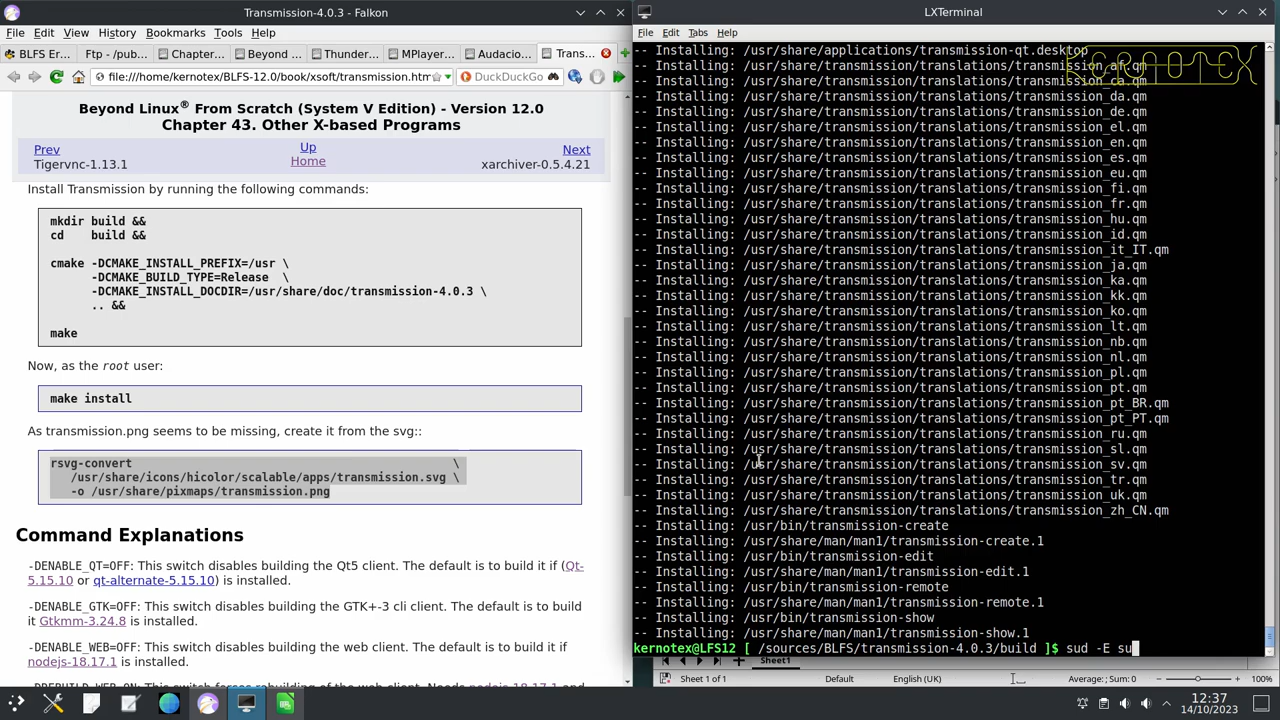 Transmission-4.0.3 - Falkon
File Edit View History Bookmarks Tools Help
BLFS Er... Ftp - /pub... Chapter... Beyond ... Thunder... MPlayer... Audacio... Trans...
file:///home/kernotex/BLFS-12.0/book/xsoft/transmission.htm DuckDuckGo
Beyond Linux® From Scratch (System V Edition) - Version 12.0
Chapter 43. Other X-based Programs
Prev Up Next
Tigervnc-1.13.1 Home xarchiver-0.5.4.21
Install Transmission by running the following commands:
mkdir build &&
cd build &&
cmake -DCMAKE_INSTALL_PREFIX=/usr \
-DCMAKE_BUILD_TYPE=Release \
-DCMAKE_INSTALL_DOCDIR=/usr/share/doc/transmission-4.0.3 \
.. &&
make
Now, as the root user:
make install
As transmission.png seems to be missing, create it from the svg::
rsvg-convert \
/usr/share/icons/hicolor/scalable/apps/transmission.svg \
-o /usr/share/pixmaps/transmission.png
Command Explanations
-DENABLE_QT=OFF: This switch disables building the Qt5 client. The default is to build it if (Qt-
5.15.10 or qt-alternate-5.15.10) is installed.
-DENABLE_GTK=OFF: This switch disables building the GTK+-3 cli client. The default is to build
it Gtkmm-3.24.8 is installed.
-DENABLE_WEB=OFF: This switch disables building the web client. The default is to build it if
nodejs-18.17.1 is installed.
LXTerminal
File Edit Tabs Help
KERNOTEX
-- Installing: /usr/share/applications/transmission-qt.desktop
-- Installing: /usr/share/transmission/translations/transmission_af.qm
-- Installing: /usr/share/transmission/translations/transmission_ca.qm
-- Installing: /usr/share/transmission/translations/transmission_da.qm
-- Installing: /usr/share/transmission/translations/transmission_de.qm
-- Installing: /usr/share/transmission/translations/transmission_el.qm
-- Installing: /usr/share/transmission/translations/transmission_en.qm
-- Installing: /usr/share/transmission/translations/transmission_es.qm
-- Installing: /usr/share/transmission/translations/transmission_eu.qm
-- Installing: /usr/share/transmission/translations/transmission_fi.qm
-- Installing: /usr/share/transmission/translations/transmission_fr.qm
-- Installing: /usr/share/transmission/translations/transmission_hu.qm
-- Installing: /usr/share/transmission/translations/transmission_id.qm
-- Installing: /usr/share/transmission/translations/transmission_it_IT.qm
-- Installing: /usr/share/transmission/translations/transmission_ja.qm
-- Installing: /usr/share/transmission/translations/transmission_ka.qm
-- Installing: /usr/share/transmission/translations/transmission_kk.qm
-- Installing: /usr/share/transmission/translations/transmission_ko.qm
-- Installing: /usr/share/transmission/translations/transmission_lt.qm
-- Installing: /usr/share/transmission/translations/transmission_nb.qm
-- Installing: /usr/share/transmission/translations/transmission_nl.qm
-- Installing: /usr/share/transmission/translations/transmission_pl.qm
-- Installing: /usr/share/transmission/translations/transmission_pt.qm
-- Installing: /usr/share/transmission/translations/transmission_pt_BR.qm
-- Installing: /usr/share/transmission/translations/transmission_pt_PT.qm
-- Installing: /usr/share/transmission/translations/transmission_ru.qm
-- Installing: /usr/share/transmission/translations/transmission_sl.qm
-- Installing: /usr/share/transmission/translations/transmission_sv.qm
-- Installing: /usr/share/transmission/translations/transmission_tr.qm
-- Installing: /usr/share/transmission/translations/transmission_uk.qm
-- Installing: /usr/share/transmission/translations/transmission_zh_CN.qm
-- Installing: /usr/bin/transmission-create
-- Installing: /usr/share/man/man1/transmission-create.1
-- Installing: /usr/bin/transmission-edit
-- Installing: /usr/share/man/man1/transmission-edit.1
-- Installing: /usr/bin/transmission-remote
-- Installing: /usr/share/man/man1/transmission-remote.1
-- Installing: /usr/bin/transmission-show
-- Installing: /usr/share/man/man1/transmission-show.1
kernotex@LFS12 [ /sources/BLFS/transmission-4.0.3/build ]$ sud -E su
Sheet1
Sheet 1 of 1 Default English (UK) Average: ; Sum: 0 100%
12:37
14/10/2023